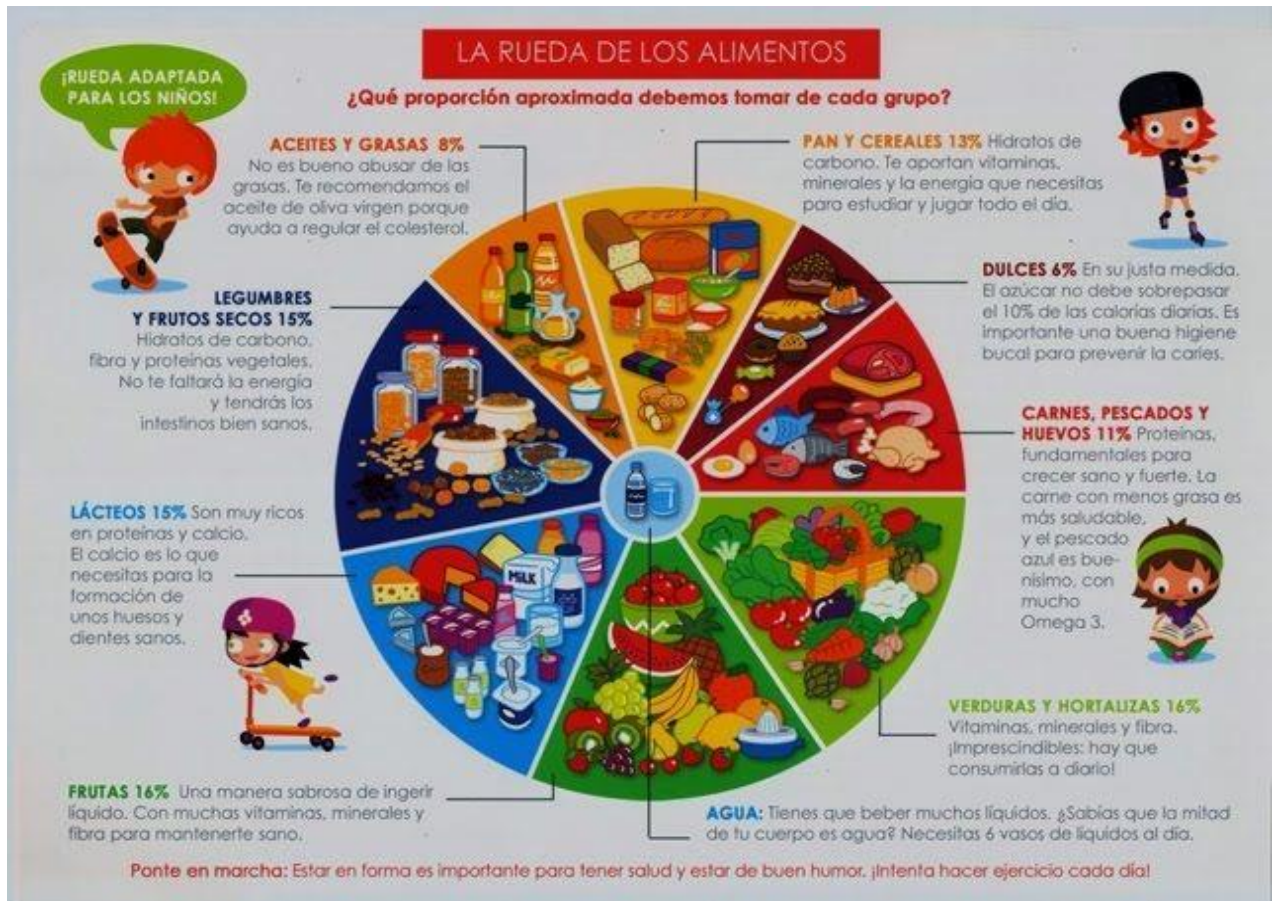 LA RUEDA DE LOS ALIMENTOS
¿Qué proporción aproximada debemos tomar de cada grupo?
¡RUEDA ADAPTADA
PARA LOS NIÑOS!
ACEITES Y GRASAS 8%
No es bueno abusar de las
grasas. Te recomendamos el
aceite de oliva virgen porque
ayuda a regular el colesterol.
PAN Y CEREALES 13% Hidratos de
carbono. Te aportan vitaminas,
minerales y la energía que necesitas
para estudiar y jugar todo el día.
DULCES 6% En su justa medida.
El azúcar no debe sobrepasar
el 10% de las calorías diarias. Es
importante una buena higiene
bucal para prevenir la caries.
LEGUMBRES
Y FRUTOS SECOS 15%
Hidratos de carbono,
fibra y proteínas vegetales.
No te faltará la energía
y tendrás los
intestinos bien sanos.
CARNES, PESCADOS Y
HUEVOS 11% Proteínas,
fundamentales para
crecer sano y fuerte. La
carne con menos grasa es
más saludable,
y el pescado
azul es bue-
nísimo, con
mucho
Omega 3.
LÁCTEOS 15% Son muy ricos
en proteínas y calcio.
El calcio es lo que
necesitas para la
formación de
unos huesos y
dientes sanos.
MILK
VERDURAS Y HORTALIZAS 16%
Vitaminas, minerales y fibra.
¡Imprescindibles: hay que
consumirlas a diario!
FRUTAS 16% Una manera sabrosa de ingerir
líquido. Con muchas vitaminas, minerales y
fibra para mantenerte sano.
AGUA: Tienes que beber muchos líquidos. ¿Sabías que la mitad
de tu cuerpo es agua? Necesitas 6 vasos de líquidos al día.
Ponte en marcha: Estar en forma es importante para tener salud y estar de buen humor. ¡Intenta hacer ejercicio cada día!